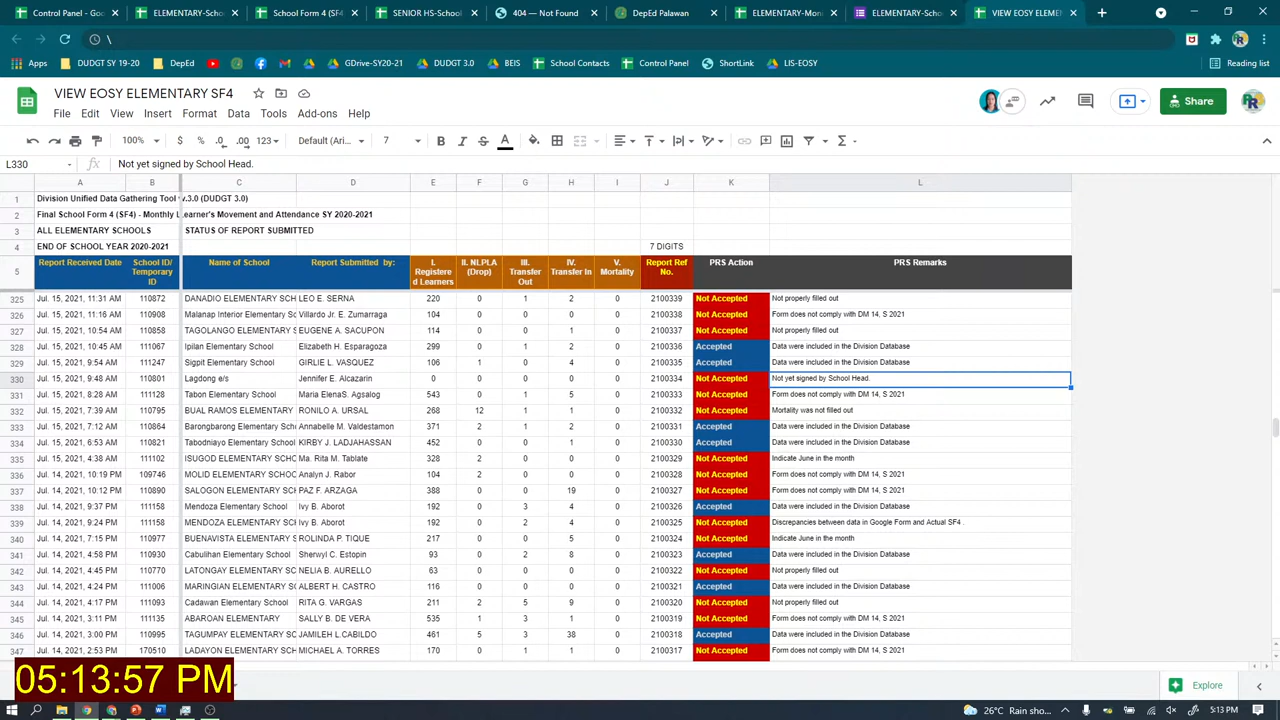 Copy of EOSY ELE
School Form 4 (SF4
SENIOR HS-School
404 — Not Found
DepEd Palawan
ELEMENTARY-Mon
Elementary-School
VIEW EOSY ELEMEN
Apps
DUDGT SY 19-20
DepEd
GDrive-SY20-21
DUDGT 3.0
BEIS
School Contacts
Control Panel
ShortLink
LIS-EOSY
Reading list
VIEW EOSY ELEMENTARY SF4
File Edit View Insert Format Data Tools Add-ons Help
Share
100% $ % .0 .00 123 Default (Ari... 7
L330 fx Not yet signed by School Head.
A B C D E F G H I J K L
1 Division Unified Data Gathering Tool v.3.0 (DUDGT 3.0)
2 Final School Form 4 (SF4) - Monthly Learner's Movement and Attendance SY 2020-2021
3 ALL ELEMENTARY SCHOOLS STATUS OF REPORT SUBMITTED
4 END OF SCHOOL YEAR 2020-2021 7 DIGITS
5 Report Received Date School ID/ Temporary ID Name of School Report Submitted by: I. Registered Learners II. NLPLA (Drop) III. Transfer Out IV. Transfer In V. Mortality Report Ref No. PRS Action PRS Remarks
325 Jul. 15, 2021, 11:31 AM 110872 DANADIO ELEMENTARY SCH LEO E. SERNA 220 0 1 2 0 2100339 Not Accepted Not properly filled out
326 Jul. 15, 2021, 11:16 AM 110908 Malanap Interior Elementary Sc Villardo Jr. E. Zumarraga 104 0 0 0 0 2100338 Not Accepted Form does not comply with DM 14, S 2021
327 Jul. 15, 2021, 10:54 AM 110858 TAGOLANGO ELEMENTARY S EUGENE A. SACUPON 114 0 0 1 0 2100337 Not Accepted Not properly filled out
328 Jul. 15, 2021, 10:45 AM 111067 Ipilan Elementary School Elizabeth H. Esparagoza 299 0 1 2 0 2100336 Accepted Data were included in the Division Database
329 Jul. 15, 2021, 9:54 AM 111247 Sigpit Elementary School GIRLIE L. VASQUEZ 106 1 0 4 0 2100335 Accepted Data were included in the Division Database
330 Jul. 15, 2021, 9:48 AM 110801 Lagdong e/s Jennifer E. Alcazarin 0 0 0 0 0 2100334 Not Accepted Not yet signed by School Head.
331 Jul. 15, 2021, 8:28 AM 111128 Tabon Elementary School Maria ElenaS. Agsalog 543 0 1 5 0 2100333 Not Accepted Form does not comply with DM 14, S 2021
332 Jul. 15, 2021, 7:39 AM 110795 BUAL RAMOS ELEMENTARY RONILO A. URSAL 268 12 1 1 0 2100332 Not Accepted Mortality was not filled out
333 Jul. 15, 2021, 7:12 AM 110864 Barongbarong Elementary Scho Annabelle M. Valdestamon 371 2 1 2 0 2100331 Accepted Data were included in the Division Database
334 Jul. 15, 2021, 6:53 AM 110821 Tabodniayo Elementary School KIRBY J. LADJAHASSAN 452 0 0 0 0 2100330 Accepted Data were included in the Division Database
335 Jul. 15, 2021, 4:38 AM 111102 ISUGOD ELEMENTARY SCHO Ma. Rita M. Tablate 328 2 0 0 0 2100329 Not Accepted Indicate June in the month
336 Jul. 14, 2021, 10:19 PM 109746 MOLID ELEMENTARY SCHOO Analyn J. Rabor 104 2 0 0 0 2100328 Not Accepted Form does not comply with DM 14, S 2021
337 Jul. 14, 2021, 10:12 PM 110890 SALOGON ELEMENTARY SCH PAZ F. ARZAGA 388 0 0 19 0 2100327 Not Accepted Form does not comply with DM 14, S 2021
338 Jul. 14, 2021, 9:37 PM 111158 Mendoza Elementary School Ivy B. Aborot 192 0 3 4 0 2100326 Accepted Data were included in the Division Database
339 Jul. 14, 2021, 9:24 PM 111158 MENDOZA ELEMENTARY SCH Ivy B. Aborot 192 0 2 4 0 2100325 Not Accepted Discrepancies between data in Google Form and Actual SF4 .
340 Jul. 14, 2021, 7:15 PM 110977 BUENAVISTA ELEMENTARY S ROLINDA P. TIQUE 217 0 0 5 0 2100324 Not Accepted Indicate June in the month
341 Jul. 14, 2021, 4:58 PM 110930 Cabulihan Elementary School Sherwyl C. Estopin 93 0 2 8 0 2100323 Accepted Data were included in the Division Database
342 Jul. 14, 2021, 4:45 PM 110770 LATONGAY ELEMENTARY SC NELIA B. AURELLO 63 0 0 1 0 2100322 Not Accepted Not properly filled out
343 Jul. 14, 2021, 4:24 PM 111006 MARINGIAN ELEMENTARY SC ALBERT H. CASTRO 116 0 0 0 0 2100321 Accepted Data were included in the Division Database
344 Jul. 14, 2021, 4:17 PM 111093 Cadawan Elementary School RITA G. VARGAS 211 2 5 9 0 2100320 Not Accepted Not properly filled out
345 Jul. 14, 2021, 3:11 PM 111135 ABAROAN ELEMENTARY SALLY B. DE VERA 535 1 3 1 0 2100319 Not Accepted Form does not comply with DM 14, S 2021
346 Jul. 14, 2021, 3:00 PM 110995 TAGUMPAY ELEMENTARY SC JAMILEH L.CABILDO 461 5 3 38 0 2100318 Accepted Data were included in the Division Database
347 Jul. 14, 2021, 2:53 PM 170510 LADAYON ELEMENTARY SCH MICHAEL A. TORRES 170 0 1 1 0 2100317 Not Accepted Form does not comply with DM 14, S 2021
05:13:57 PM
Explore
26°C Rain sho... 5:13 PM